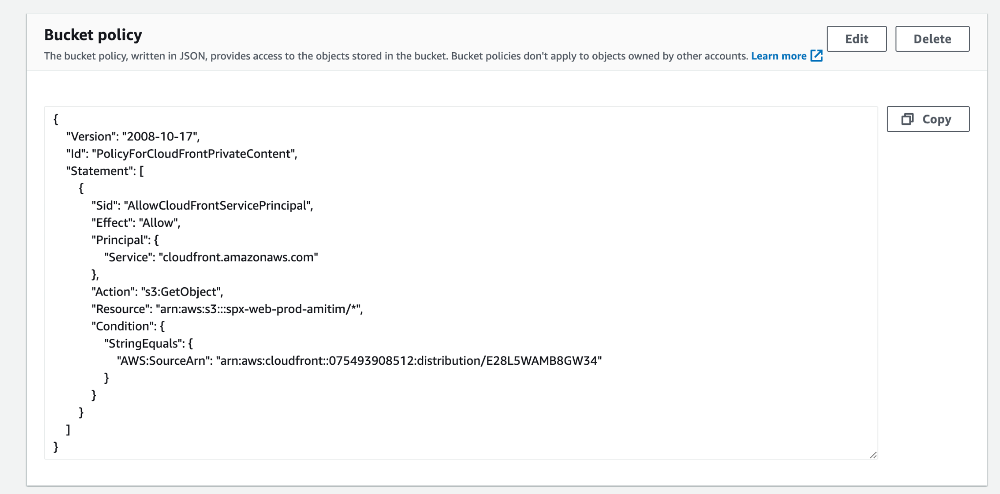 Bucket policy
Edit
Delete
The bucket policy, written in JSON, provides access to the objects stored in the bucket. Bucket policies don't apply to objects owned by other accounts. Learn more
Copy
{
"Version": "2008-10-17",
"Id": "PolicyForCloudFrontPrivateContent",
"Statement": [
{
"Sid": "AllowCloudFrontServicePrincipal",
"Effect": "Allow",
"Principal": {
"Service": "cloudfront.amazonaws.com"
},
"Action": "s3:GetObject",
"Resource": "arn:aws:s3:::spx-web-prod-amitim/*",
"Condition": {
"StringEquals": {
"AWS:SourceArn": "arn:aws:cloudfront::075493908512:distribution/E28L5WAMB8GW34"
}
}
}
]
}